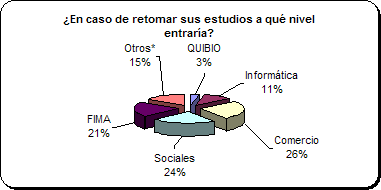 ¿En caso de retomar sus estudios a qué nivel
entraría?
Otros*
15%
QUIBIO
3%
Informática
11%
FIMA
21%
Comercio
26%
Sociales
24%